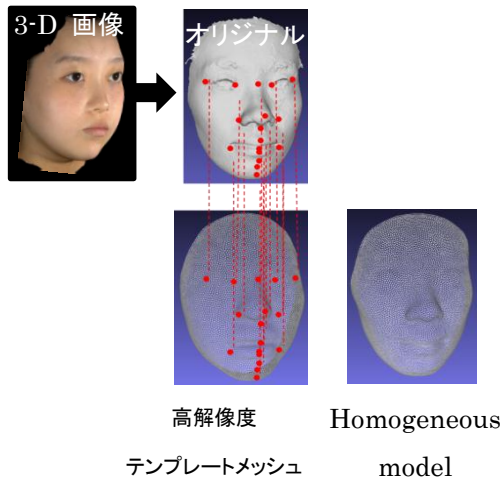 3-D 画像
オリジナル
高解像度
テンプレートメッシュ
Homogeneous
model